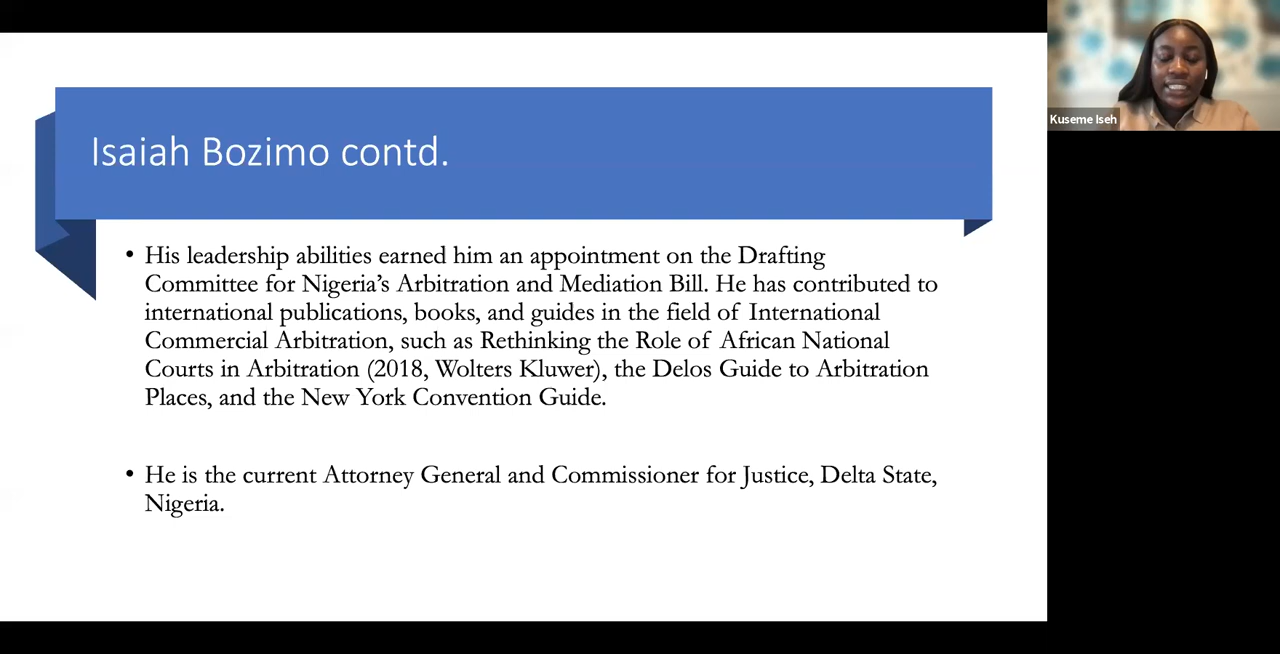 Isaiah Bozimo contd.
• His leadership abilities earned him an appointment on the Drafting
Committee for Nigeria’s Arbitration and Mediation Bill. He has contributed to
international publications, books, and guides in the field of International
Commercial Arbitration, such as Rethinking the Role of African National
Courts in Arbitration (2018, Wolters Kluwer), the Delos Guide to Arbitration
Places, and the New York Convention Guide.
• He is the current Attorney General and Commissioner for Justice, Delta State,
Nigeria.
Kuseme Iseh